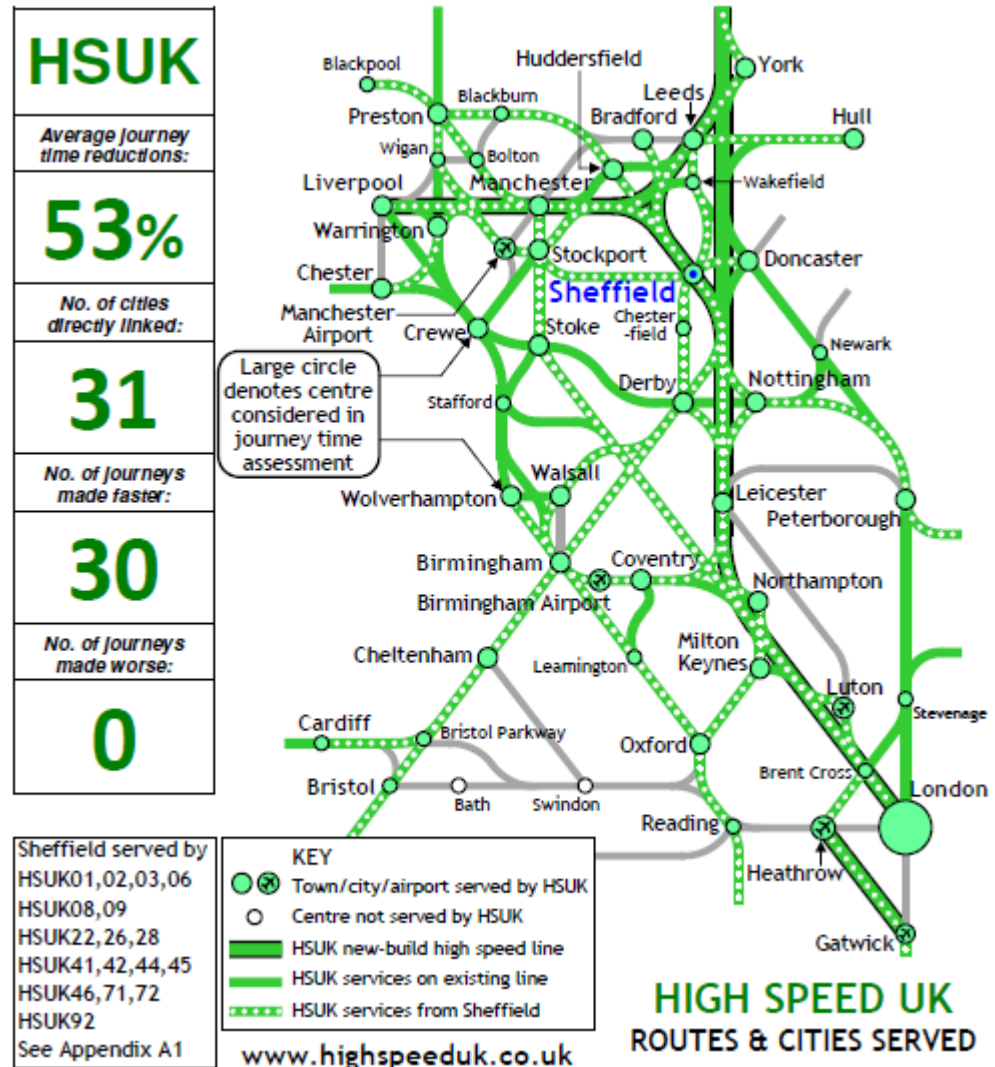 HSUK
Average journey
time reductions:
53%
No. of cities
directly linked:
31
No. of journeys
made faster:
30
No. of journeys
made worse:
0
Sheffield served by
HSUK01,02,03,06
HSUK08,09
HSUK22,26,28
HSUK41,42,44,45
HSUK46,71,72
HSUK92
See Appendix A1
Blackpool
Huddersfield
York
Leeds
Preston
Blackburn
Bradford
Hull
Wigan
Bolton
Liverpool
Manchester
Wakefield
Warrington
Stockport
Doncaster
Chester
Sheffield
Manchester
Airport
Crewe
Stoke
Chester
-field
Newark
Large circle
denotes centre
considered in
journey time
assessment
Stafford
Derby
Nottingham
Walsall
Wolverhampton
Leicester
Peterborough
Birmingham
Coventry
Birmingham Airport
Northampton
Cheltenham
Leamington
Milton
Keynes
Luton
Stevenage
Cardiff
Bristol Parkway
Oxford
Brent Cross
London
Bristol
Bath
Swindon
Reading
Heathrow
Gatwick
KEY
Town/city/airport served by HSUK
Centre not served by HSUK
HSUK new-build high speed line
HSUK services on existing line
HSUK services from Sheffield
www.highspeeduk.co.uk
HIGH SPEED UK
ROUTES & CITIES SERVED